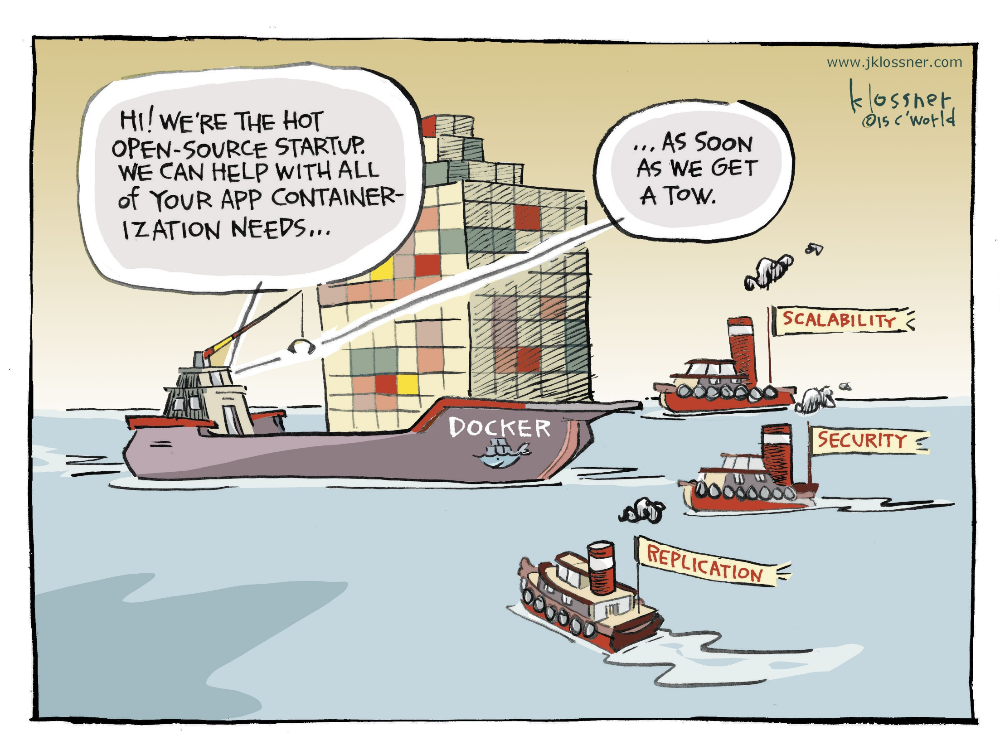 www.jklossner.com
klossner
©15 C'World
HI! WE'RE THE HOT
OPEN-SOURCE STARTUP.
WE CAN HELP WITH ALL
of YOUR APP CONTAINER-
IZATION NEEDS...
... AS SOON
AS WE GET
A TOW.
SCALABILITY
DOCKER
SECURITY
REPLICATION